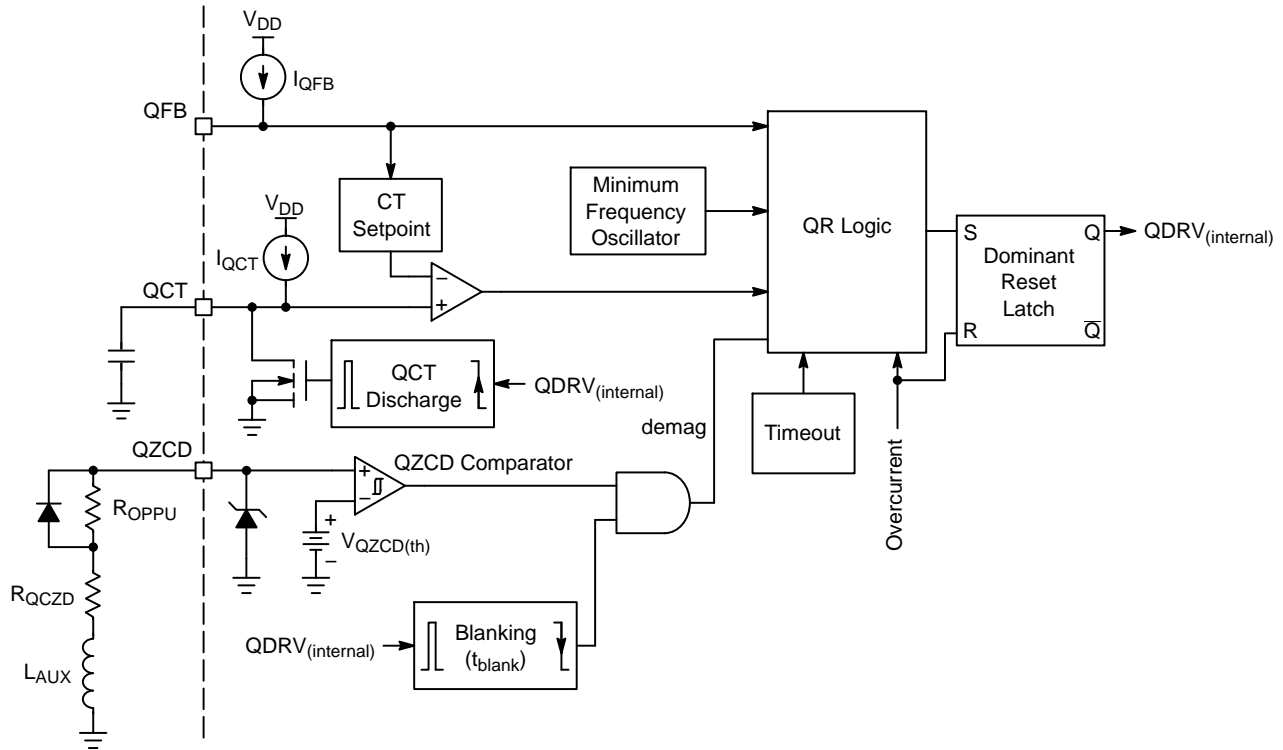 VDD
IQFB
QFB
CT
Setpoint
Minimum
Frequency
Oscillator
QR Logic
S
Q
QDRV(internal)
Dominant
Reset
Latch
R
Q
VDD
IQCT
QCT
−
+
QCT
Discharge
QDRV(internal)
demag
Timeout
Overcurrent
QZCD
+
−
QZCD Comparator
ROPPU
+
VQZCD(th)
−
RQCZD
QDRV(internal)
Blanking
(tblank)
LAUX